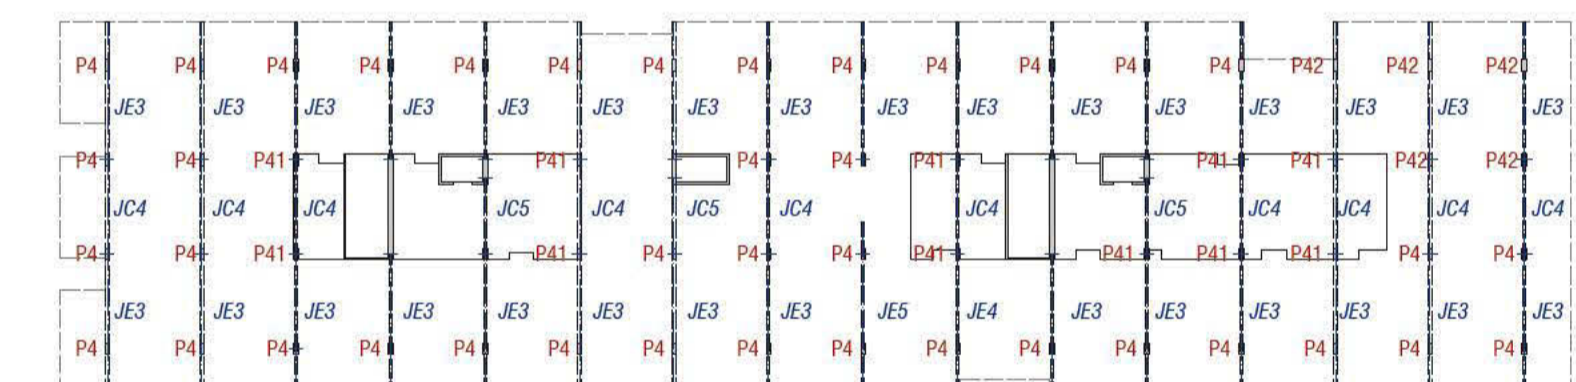 P4 P4 P4 P4 P4 P4 P4 P4 P4 P4 P4 P4 P4 P42 P42 P42
JE3 JE3 JE3 JE3 JE3 JE3 JE3 JE3 JE3 JE3 JE3 JE3 JE3 JE3 JE3 JE3
P4 P4 P41 P41 P4 P4 P41 P41 P41 P42 P42
JC4 JC4 JC4 JC5 JC4 JC5 JC4 JC4 JC5 JC4 JC4 JC4 JC4
P4 P4 P41 P41 P4 P4 P4 P41 P41 P41 P41 P4 P4
JE3 JE3 JE3 JE3 JE3 JE3 JE3 JE3 JE5 JE4 JE3 JE3 JE3 JE3 JE3 JE3
P4 P4 P4 P4 P4 P4 P4 P4 P4 P4 P4 P4 P4 P4 P4 P4